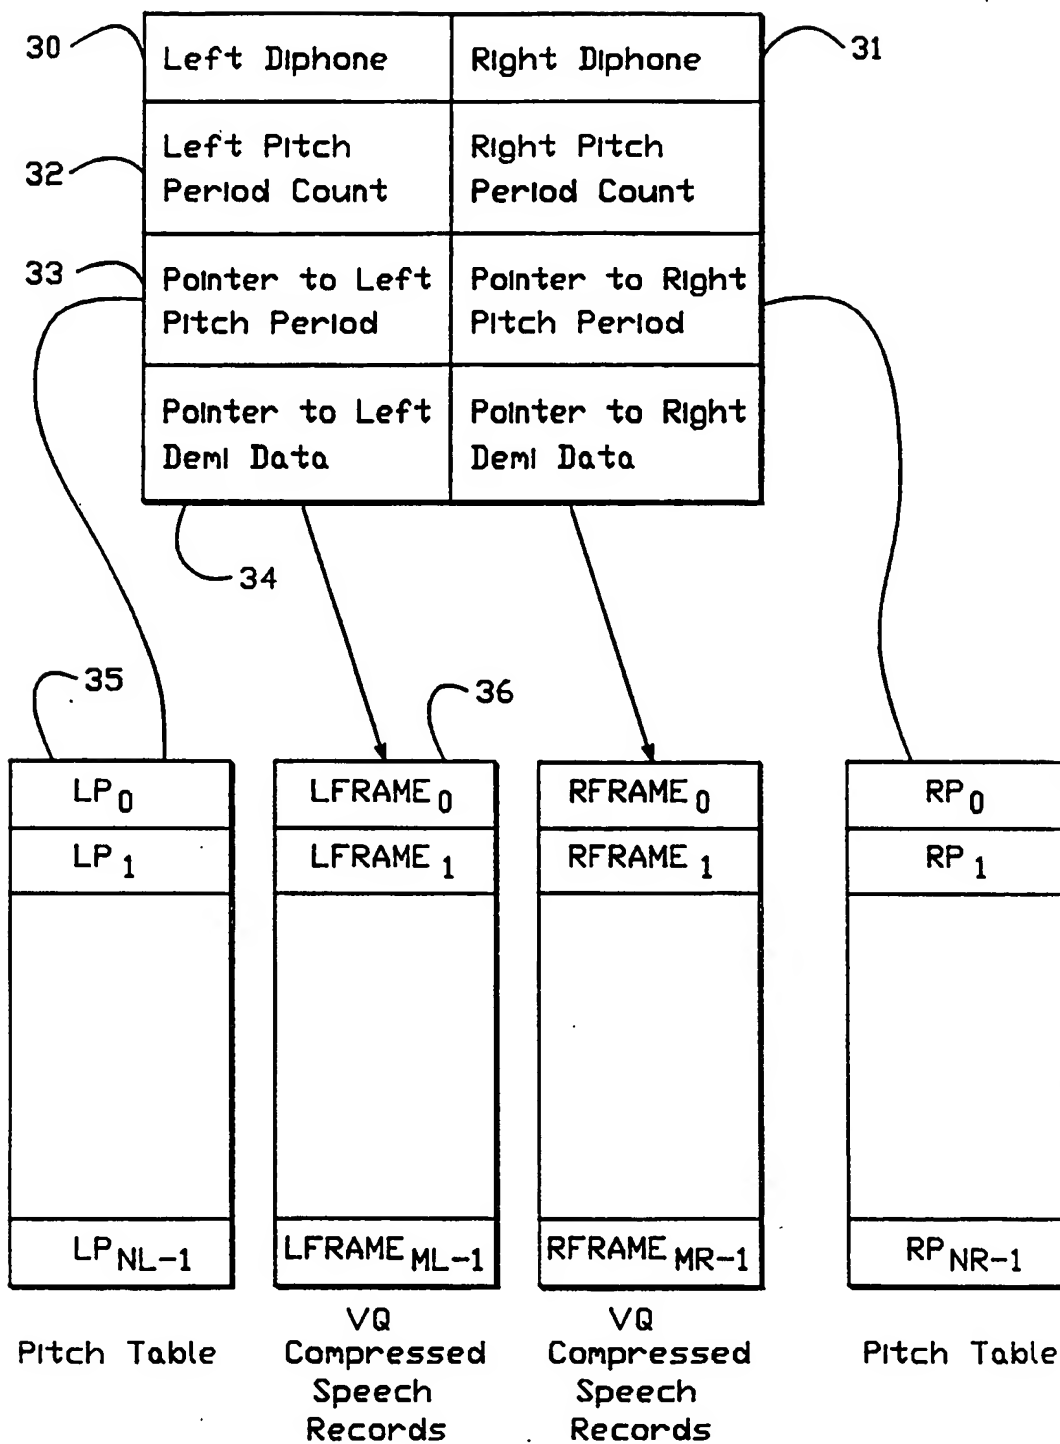 30
Left Diphone
Right Diphone
31
32
Left Pitch
Period Count
Right Pitch
Period Count
33
Pointer to Left
Pitch Period
Pointer to Right
Pitch Period
Pointer to Left
Demi Data
Pointer to Right
Demi Data
34
35
36
LP0
LFRAME0
RFRAME0
RP0
LP1
LFRAME1
RFRAME1
RP1
LPNL-1
LFRAMEML-1
RFRAMEMR-1
RPNR-1
Pitch Table
VQ
Compressed
Speech
Records
VQ
Compressed
Speech
Records
Pitch Table